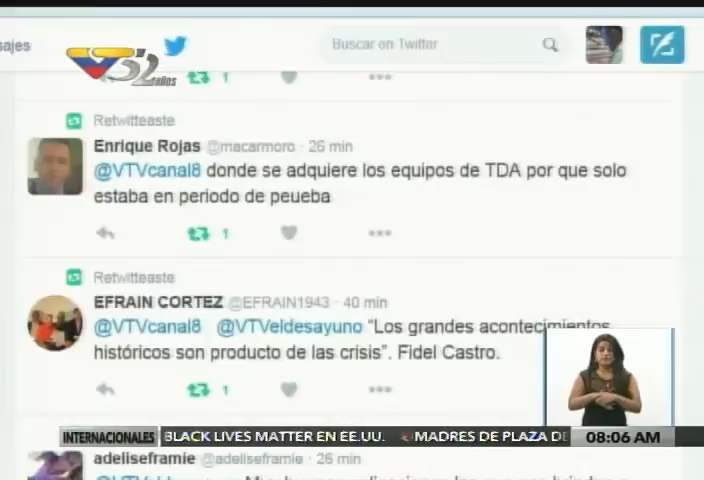 sajes
52
AÑOS
Buscar en Twitter
1
Retwitteaste
Enrique Rojas @macarmoro · 26 min
@VTVcanal8 donde se adquiere los equipos de TDA por que solo
estaba en periodo de peueba
1
Retwitteaste
EFRAIN CORTEZ @EFRAIN1943 · 40 min
@VTVcanal8 @VTVeldesayuno “Los grandes acontecimientos
históricos son producto de las crisis”. Fidel Castro.
1
INTERNACIONALES BLACK LIVES MATTER EN EE.UU. MADRES DE PLAZA DE 08:06 AM
adeliseframie @adeliseframie · 26 min